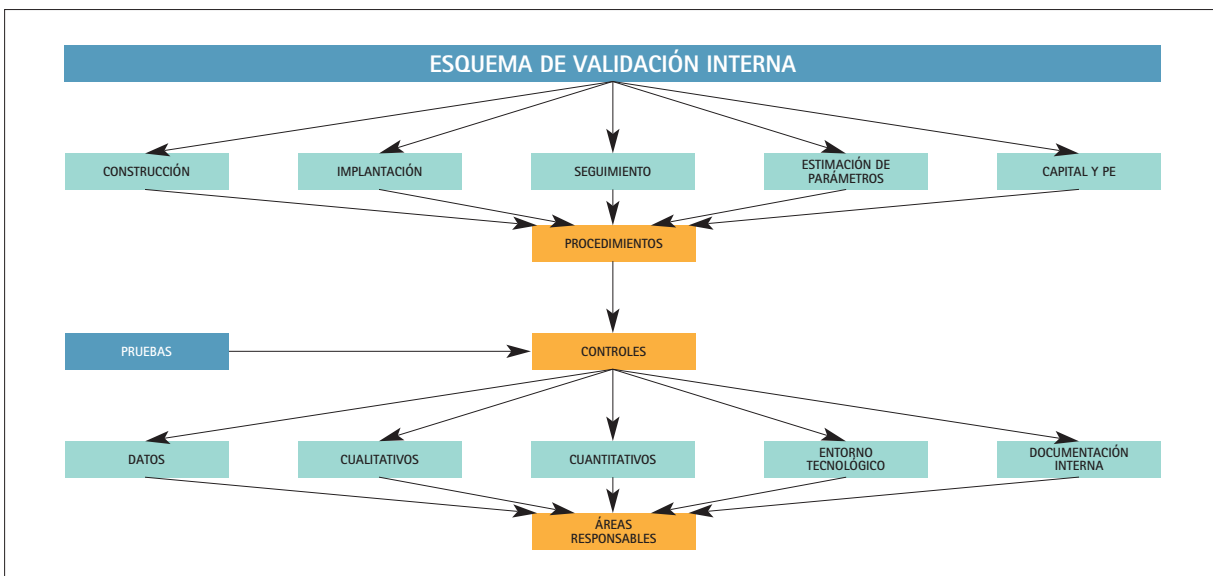 ESQUEMA DE VALIDACIÓN INTERNA
CONSTRUCCIÓN
IMPLANTACIÓN
SEGUIMIENTO
ESTIMACIÓN DE
PARÁMETROS
CAPITAL Y PE
PROCEDIMIENTOS
PRUEBAS
CONTROLES
DATOS
CUALITATIVOS
CUANTITATIVOS
ENTORNO
TECNOLÓGICO
DOCUMENTACIÓN
INTERNA
ÁREAS
RESPONSABLES